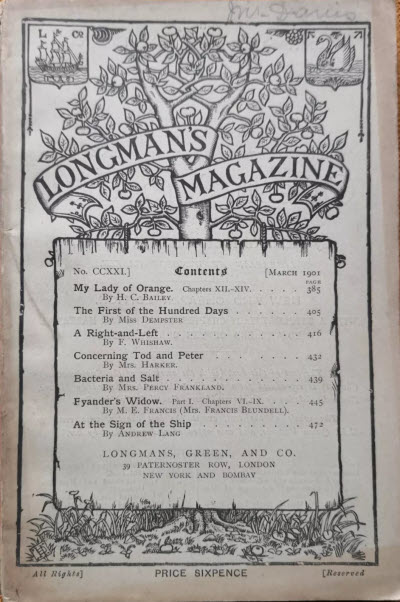 Mr. Davis
L Co
LONGMAN'S
MAGAZINE
No. CCXXI.] Contents [MARCH 1901
PAGE
My Lady of Orange. Chapters XII.-XIV. . . . . . 385
By H. C. BAILEY
The First of the Hundred Days . . . . . . 405
By MISS DEMPSTER
A Right-and-Left . . . . . . . . . . 416
By F. WHISHAW.
Concerning Tod and Peter . . . . . . . 432
By MRS. HARKER.
Bacteria and Salt . . . . . . . . . . 439
By MRS. PERCY FRANKLAND.
Fyander's Widow. Part I. Chapters VI.-IX. . . . . 445
By M. E. FRANCIS (MRS. FRANCIS BLUNDELL).
At the Sign of the Ship . . . . . . . . 472
By ANDREW LANG
LONGMANS, GREEN, AND CO.
39 PATERNOSTER ROW, LONDON
NEW YORK AND BOMBAY
All Rights] PRICE SIXPENCE [Reserved